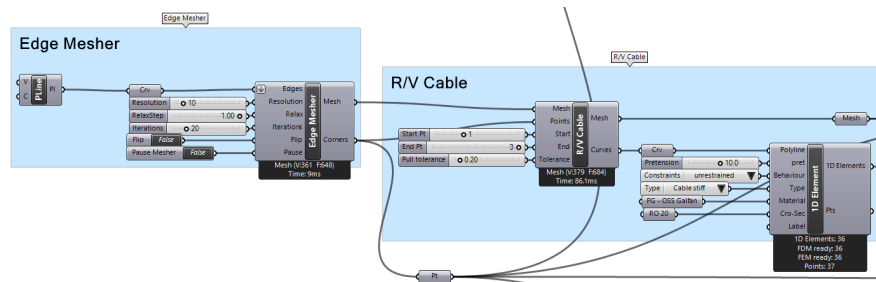 Edge Mesher
R/V Cable
Edge Mesher
R/V Cable
V
C
PLine
Pl
Crv
Resolution 10
RelaxStep 1.00
Iterations 20
Flip False
Pause Mesher False
Edges
Resolution
Relax
Iterations
Flip
Pause
Edge Mesher
Mesh
Corners
Mesh (V:361 F:648)
Time: 9ms
Start Pt 1
End Pt 3
Pull tolerance 0.20
Mesh
Points
Start
End
Tolerance
R/V Cable
Mesh
Curves
Mesh (V:379 F:684)
Time: 86.1ms
Mesh
Crv
Pretension 10.0
Constraints unrestrained
Type Cable stiff
PG - OSS Galfan
RO 20
Polyline
pret
Behaviour
Type
Material
Cro-Sec
Label
1D Element
1D Elements
Pts
1D Elements: 36
FDM ready: 36
FEM ready: 36
Points: 37
Pt